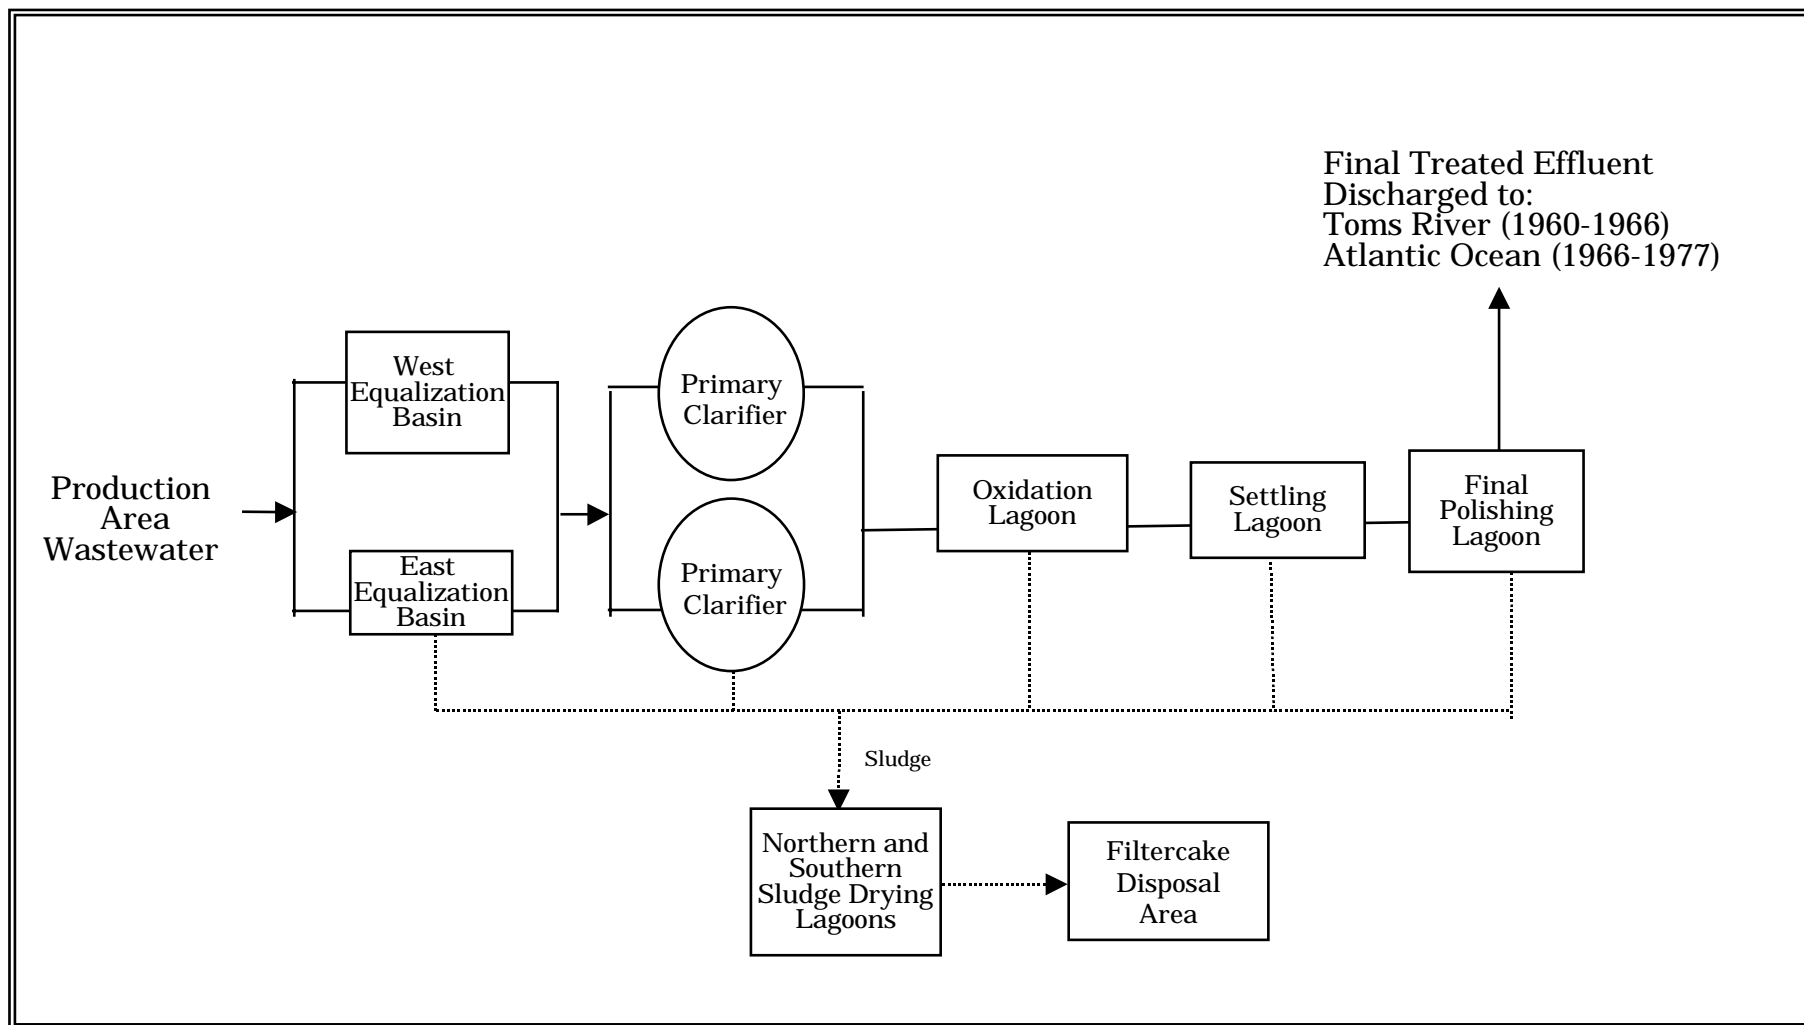 Final Treated Effluent
Discharged to:
Toms River (1960-1966)
Atlantic Ocean (1966-1977)
West
Equalization
Basin
Primary
Clarifier
Production
Area
Wastewater
Oxidation
Lagoon
Settling
Lagoon
Final
Polishing
Lagoon
East
Equalization
Basin
Primary
Clarifier
Sludge
Northern and
Southern
Sludge Drying
Lagoons
Filtercake
Disposal
Area